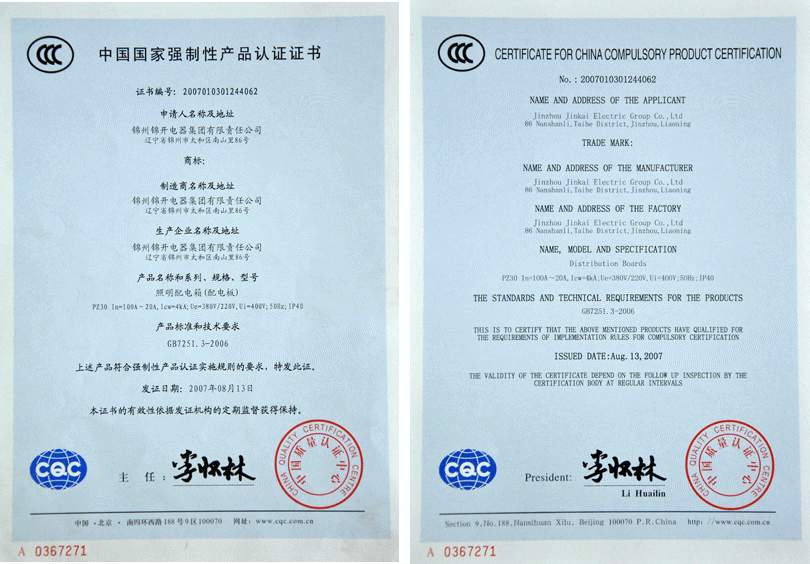 中国国家强制性产品认证证书
证书编号: 2007010301244062
申请人名称及地址
锦州锦开电器集团有限责任公司
辽宁省锦州市太和区南山里86号
商标:
制造商名称及地址
锦州锦开电器集团有限责任公司
辽宁省锦州市太和区南山里86号
生产企业名称及地址
锦州锦开电器集团有限责任公司
辽宁省锦州市太和区南山里86号
产品名称和系列、规格、型号
照明配电箱(配电板)
PZ30 In=100A~20A,Icw=4kA;Ue=380V/220V,Ui=400V;50Hz;IP40
产品标准和技术要求
GB7251.3-2006
上述产品符合强制性产品认证实施规则的要求，特发此证。
发证日期: 2007年08月13日
本证书的有效性依据发证机构的定期监督获得保持。
CQC
主 任:
李怀林
CHINA QUALITY CERTIFICATION CENTRE
中国质量认证中心
中国·北京·南四环西路188号9区100070 网址: www.cqc.com.cn
A 0367271
CERTIFICATE FOR CHINA COMPULSORY PRODUCT CERTIFICATION
No.: 2007010301244062
NAME AND ADDRESS OF THE APPLICANT
Jinzhou Jinkai Electric Group Co.,Ltd
86 Nanshanli,Taihe District,Jinzhou,Liaoning
TRADE MARK:
NAME AND ADDRESS OF THE MANUFACTURER
Jinzhou Jinkai Electric Group Co.,Ltd
86 Nanshanli,Taihe District,Jinzhou,Liaoning
NAME AND ADDRESS OF THE FACTORY
Jinzhou Jinkai Electric Group Co.,Ltd
86 Nanshanli,Taihe District,Jinzhou,Liaoning
NAME, MODEL AND SPECIFICATION
Distribution Boards
PZ30 In=100A~20A,Icw=4kA;Ue=380V/220V,Ui=400V;50Hz;IP40
THE STANDARDS AND TECHNICAL REQUIREMENTS FOR THE PRODUCTS
GB7251.3-2006
THIS IS TO CERTIFY THAT THE ABOVE MENTIONED PRODUCTS HAVE QUALIFIED FOR
THE REQUIREMENTS OF IMPLEMENTATION RULES FOR COMPULSORY CERTIFICATION
ISSUED DATE:Aug.13,2007
THE VALIDITY OF THE CERTIFICATE DEPEND ON THE FOLLOW UP INSPECTION BY THE
CERTIFICATION BODY AT REGULAR INTERVALS
CQC
President:
李怀林
Li Huailin
CHINA QUALITY CERTIFICATION CENTRE
中国质量认证中心
Section 9,No.188,Nansihuan Xilu, Beijing 100070 P.R.China http://www.cqc.com.cn
A 0367271